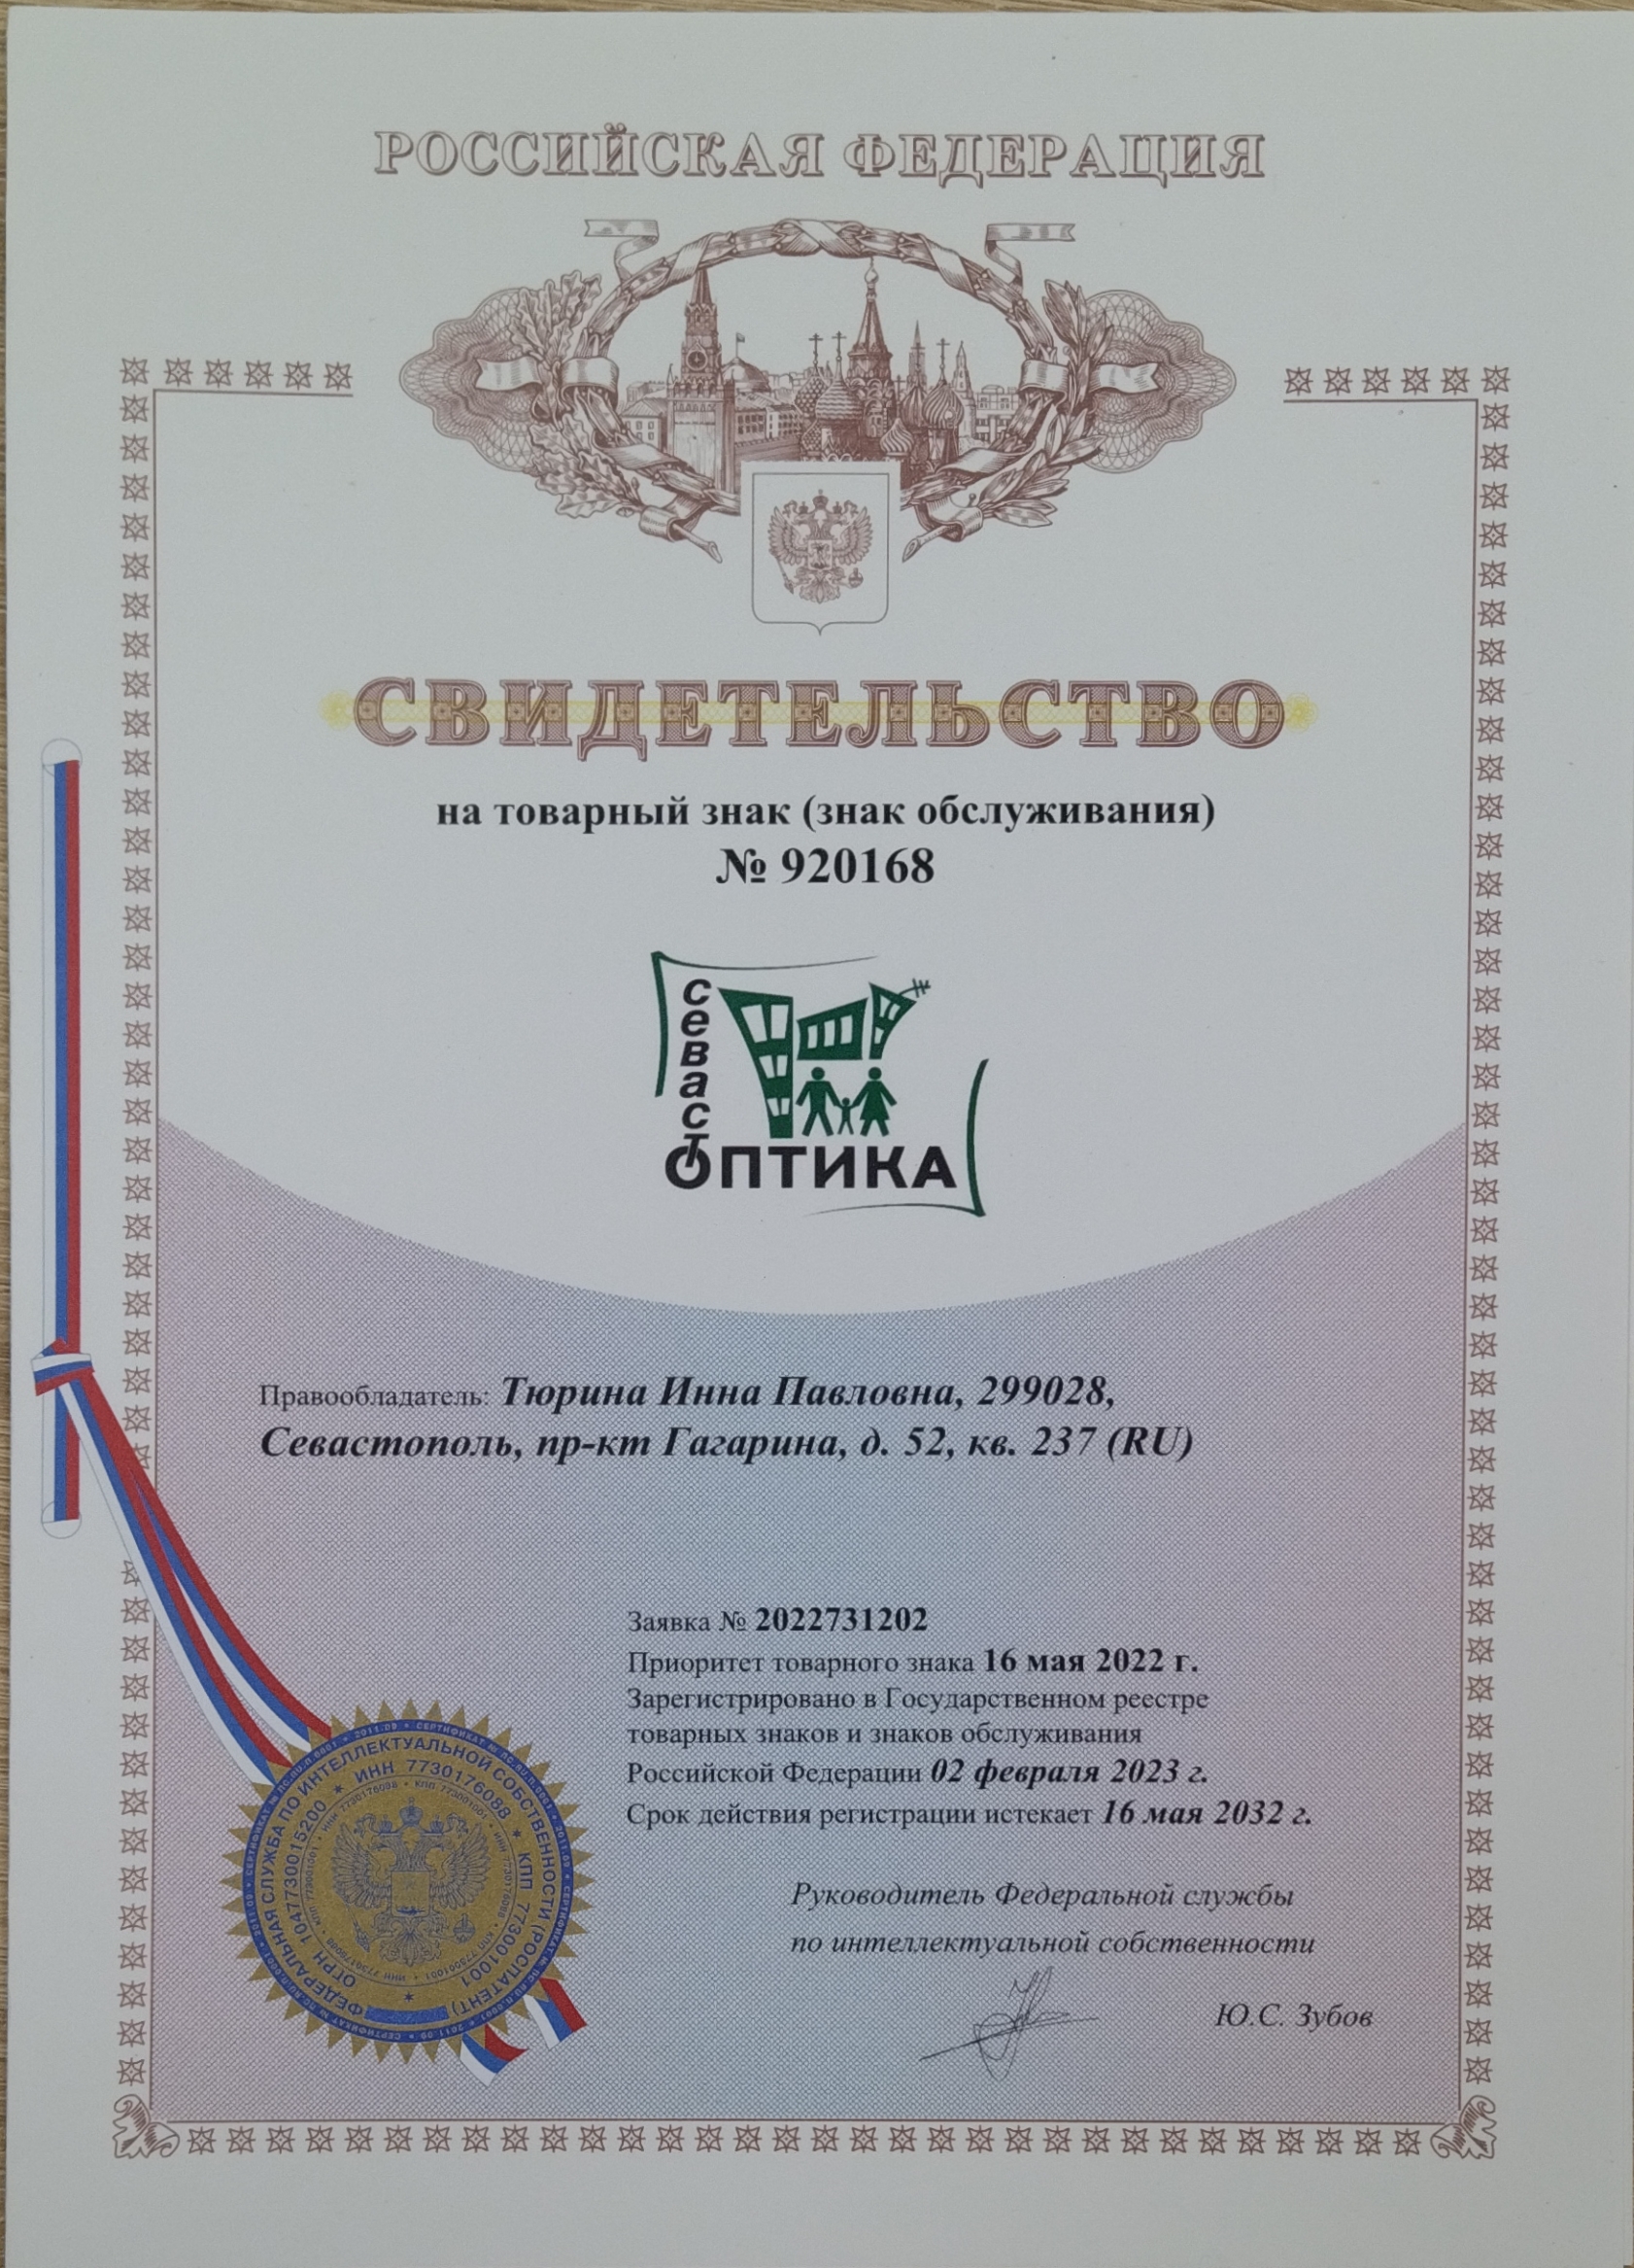 РОССИЙСКАЯ ФЕДЕРАЦИЯ
СВИДЕТЕЛЬСТВО
на товарный знак (знак обслуживания)
№ 920168
севаст
ОПТИКА
Правообладатель: Тюрина Инна Павловна, 299028,
Севастополь, пр-кт Гагарина, д. 52, кв. 237 (RU)
Заявка № 2022731202
Приоритет товарного знака 16 мая 2022 г.
Зарегистрировано в Государственном реестре
товарных знаков и знаков обслуживания
Российской Федерации 02 февраля 2023 г.
Срок действия регистрации истекает 16 мая 2032 г.
Руководитель Федеральной службы
по интеллектуальной собственности
Ю.С. Зубов
ФЕДЕРАЛЬНАЯ СЛУЖБА ПО ИНТЕЛЛЕКТУАЛЬНОЙ СОБСТВЕННОСТИ (РОСПАТЕНТ)
ОГРН 1047730015200 * ИНН 7730176088 * КПП 773001001